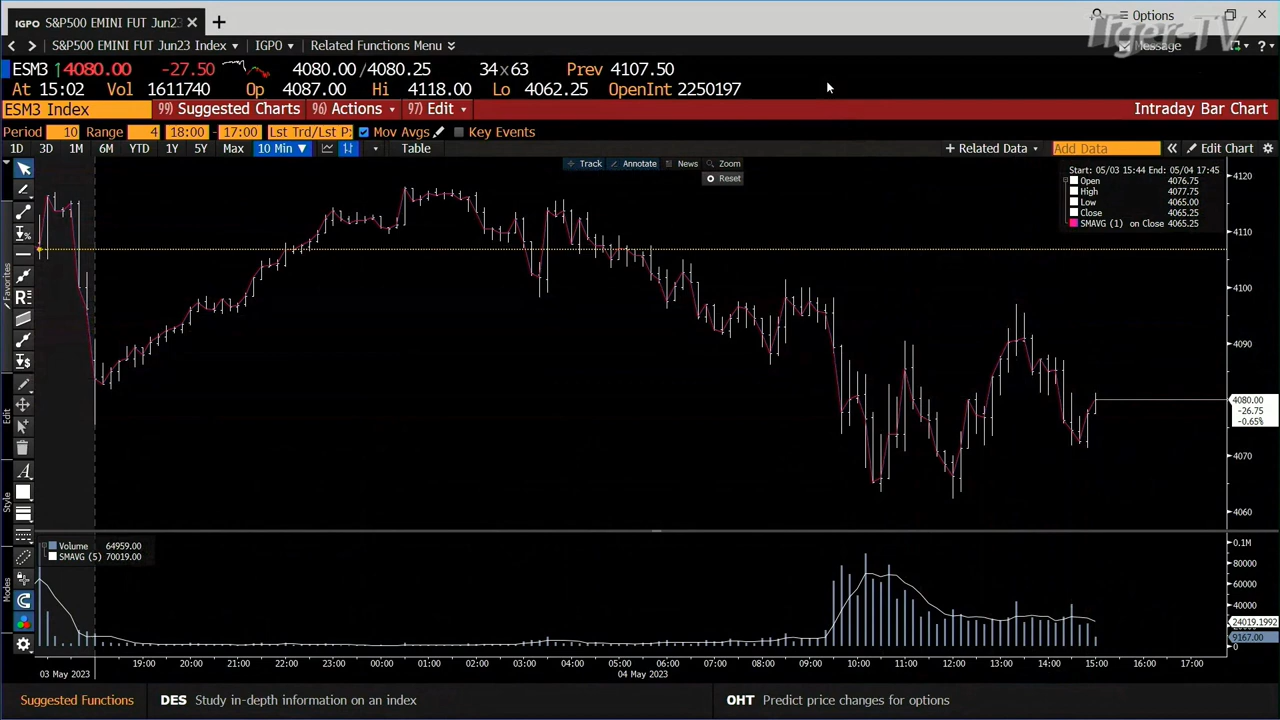 IGPO S&P500 EMINI FUT Jun23 × +
Options
Tiger-TV
S&P500 EMINI FUT Jun23 Index IGPO Related Functions Menu
Message ?
ESM3 ↑4080.00 -27.50 4080.00/4080.25 34x63 Prev 4107.50
At 15:02 Vol 1611740 Op 4087.00 Hi 4118.00 Lo 4062.25 OpenInt 2250197
ESM3 Index 99) Suggested Charts 96) Actions 97) Edit Intraday Bar Chart
Period 10 Range 4 18:00 - 17:00 Lst Trd/Lst P: Mov Avgs Key Events
1D 3D 1M 6M YTD 1Y 5Y Max 10 Min ▼ Table + Related Data Add Data « Edit Chart
Track Annotate News Zoom
Reset
Start: 05/03 15:44 End: 05/04 17:45
Open 4076.75
High 4077.75
Low 4065.00
Close 4065.25
SMAVG (1) on Close 4065.25
4120
4110
4100
4090
4080.00
-26.75
-0.65%
4070
4060
Favorites
Edit
Style
Modes
Volume 64959.00
SMAVG (5) 70019.00
0.1M
80000
60000
40000
24019.1992
9167.00
0
19:00 20:00 21:00 22:00 23:00 00:00 01:00 02:00 03:00 04:00 05:00 06:00 07:00 08:00 09:00 10:00 11:00 12:00 13:00 14:00 15:00 16:00 17:00
03 May 2023 04 May 2023
Suggested Functions DES Study in-depth information on an index OHT Predict price changes for options